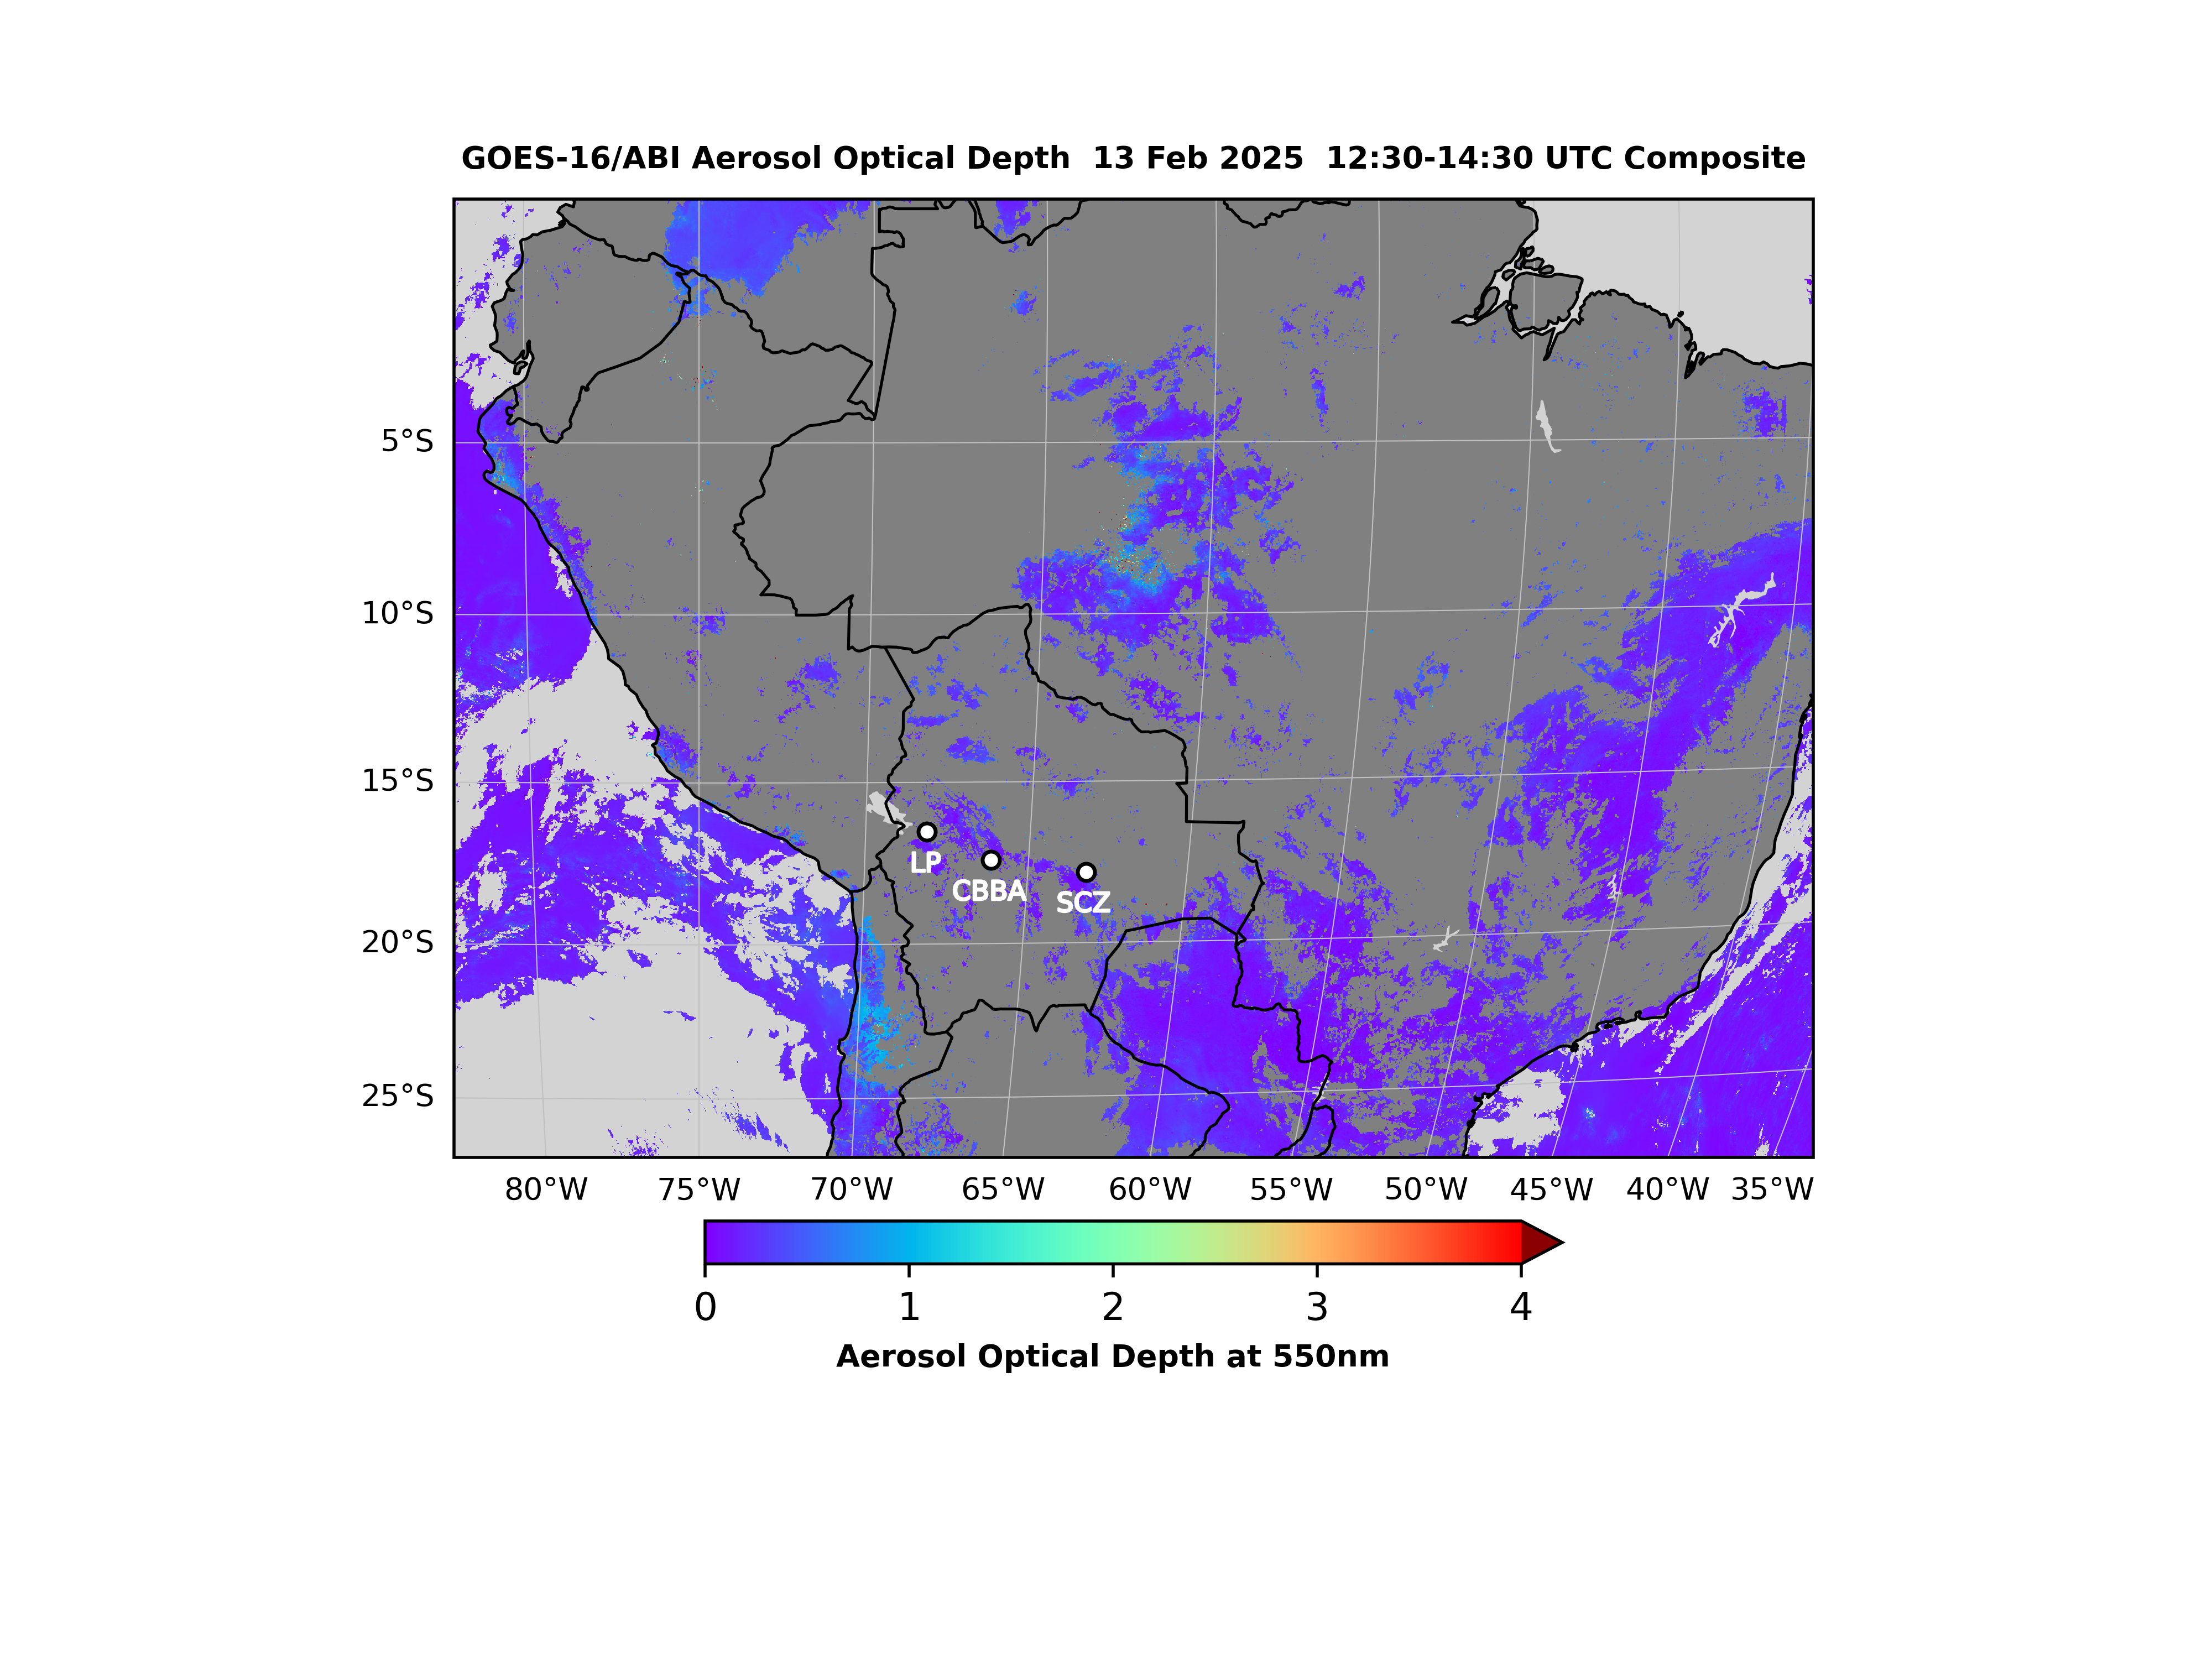 GOES-16/ABI Aerosol Optical Depth  13 Feb 2025  12:30-14:30 UTC Composite
5°S
10°S
15°S
LP
CBBA
SCZ
20°S
25°S
80°W 75°W 70°W 65°W 60°W 55°W 50°W 45°W 40°W 35°W
0 1 2 3 4
Aerosol Optical Depth at 550nm